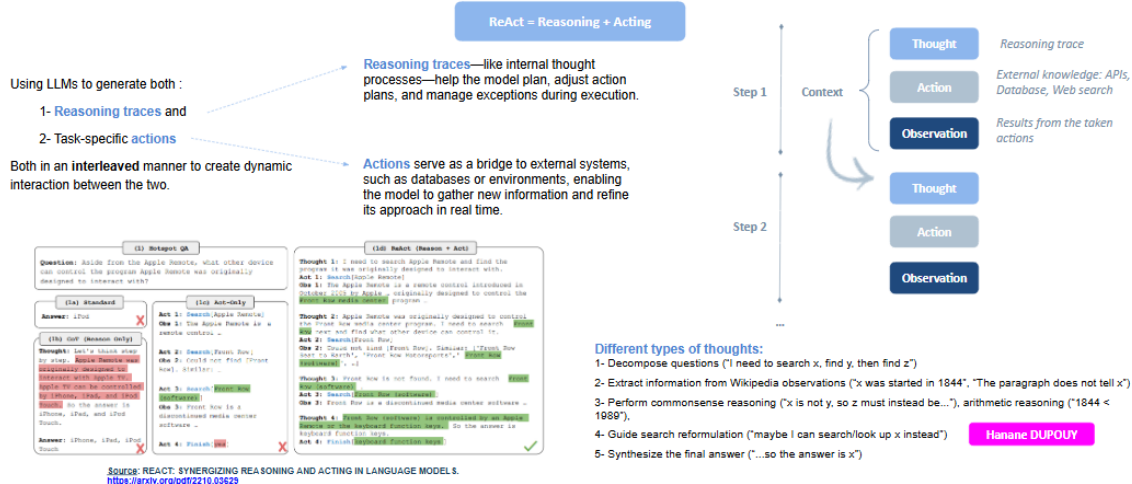 ReAct = Reasoning + Acting
Using LLMs to generate both :
1- Reasoning traces and
2- Task-specific actions
Both in an interleaved manner to create dynamic
interaction between the two.
Reasoning traces—like internal thought
processes—help the model plan, adjust action
plans, and manage exceptions during execution.
Actions serve as a bridge to external systems,
such as databases or environments, enabling
the model to gather new information and refine
its approach in real time.
Step 1
Context
Thought
Reasoning trace
Action
External knowledge: APIs,
Database, Web search
Observation
Results from the taken
actions
Step 2
Thought
Action
Observation
...
(1) Hotspot QA
Question: Aside from the Apple Remote, what other device
can control the program Apple Remote was originally
designed to interact with?
(1a) Standard
Answer: iPod
(1b) CoT (Reason Only)
Thought: Let's think step
by step. Apple Remote was
originally designed to
interact with Apple TV.
Apple TV can be controlled
by iPhone, iPad, and iPod
Touch. So the answer is
iPhone, iPad, and iPod
Touch.
Answer: iPhone, iPad, iPod
Touch
(1c) Act-Only
Act 1: Search[Apple Remote]
Obs 1: The Apple Remote is a
remote control …
Act 2: Search[Front Row]
Obs 2: Could not find [Front
Row]. Similar: …
Act 3: Search[Front Row
(software)]
Obs 3: Front Row is a
discontinued media center
software …
Act 4: Finish[yes]
(1d) ReAct (Reason + Act)
Thought 1: I need to search Apple Remote and find the
program it was originally designed to interact with.
Act 1: Search[Apple Remote]
Obs 1: The Apple Remote is a remote control introduced in
October 2005 by Apple … originally designed to control the
Front Row media center program …
Thought 2: Apple Remote was originally designed to control
the Front Row media center program. I need to search Front
Row next and find what other device can control it.
Act 2: Search[Front Row]
Obs 2: Could not find [Front Row]. Similar: ['Front Row
Seat to Earth', 'Front Row Motorsports', 'Front Row
(software)', …]
Thought 3: Front Row is not found. I need to search Front
Row (software)
Act 3: Search[Front Row (software)]
Obs 3: Front Row is a discontinued media center software …
Thought 4: Front Row (software) is controlled by an Apple
Remote or the keyboard function keys. So the answer is
keyboard function keys.
Act 4: Finish[keyboard function keys]
Source: REACT: SYNERGIZING REASONING AND ACTING IN LANGUAGE MODELS.
https://arxiv.org/pdf/2210.03629
Different types of thoughts:
1- Decompose questions ("I need to search x, find y, then find z")
2- Extract information from Wikipedia observations ("x was started in 1844", "The paragraph does not tell x")
3- Perform commonsense reasoning ("x is not y, so z must instead be..."), arithmetic reasoning ("1844 <
1989"),
4- Guide search reformulation ("maybe I can search/look up x instead")
Hanane DUPOUY
5- Synthesize the final answer ("...so the answer is x")